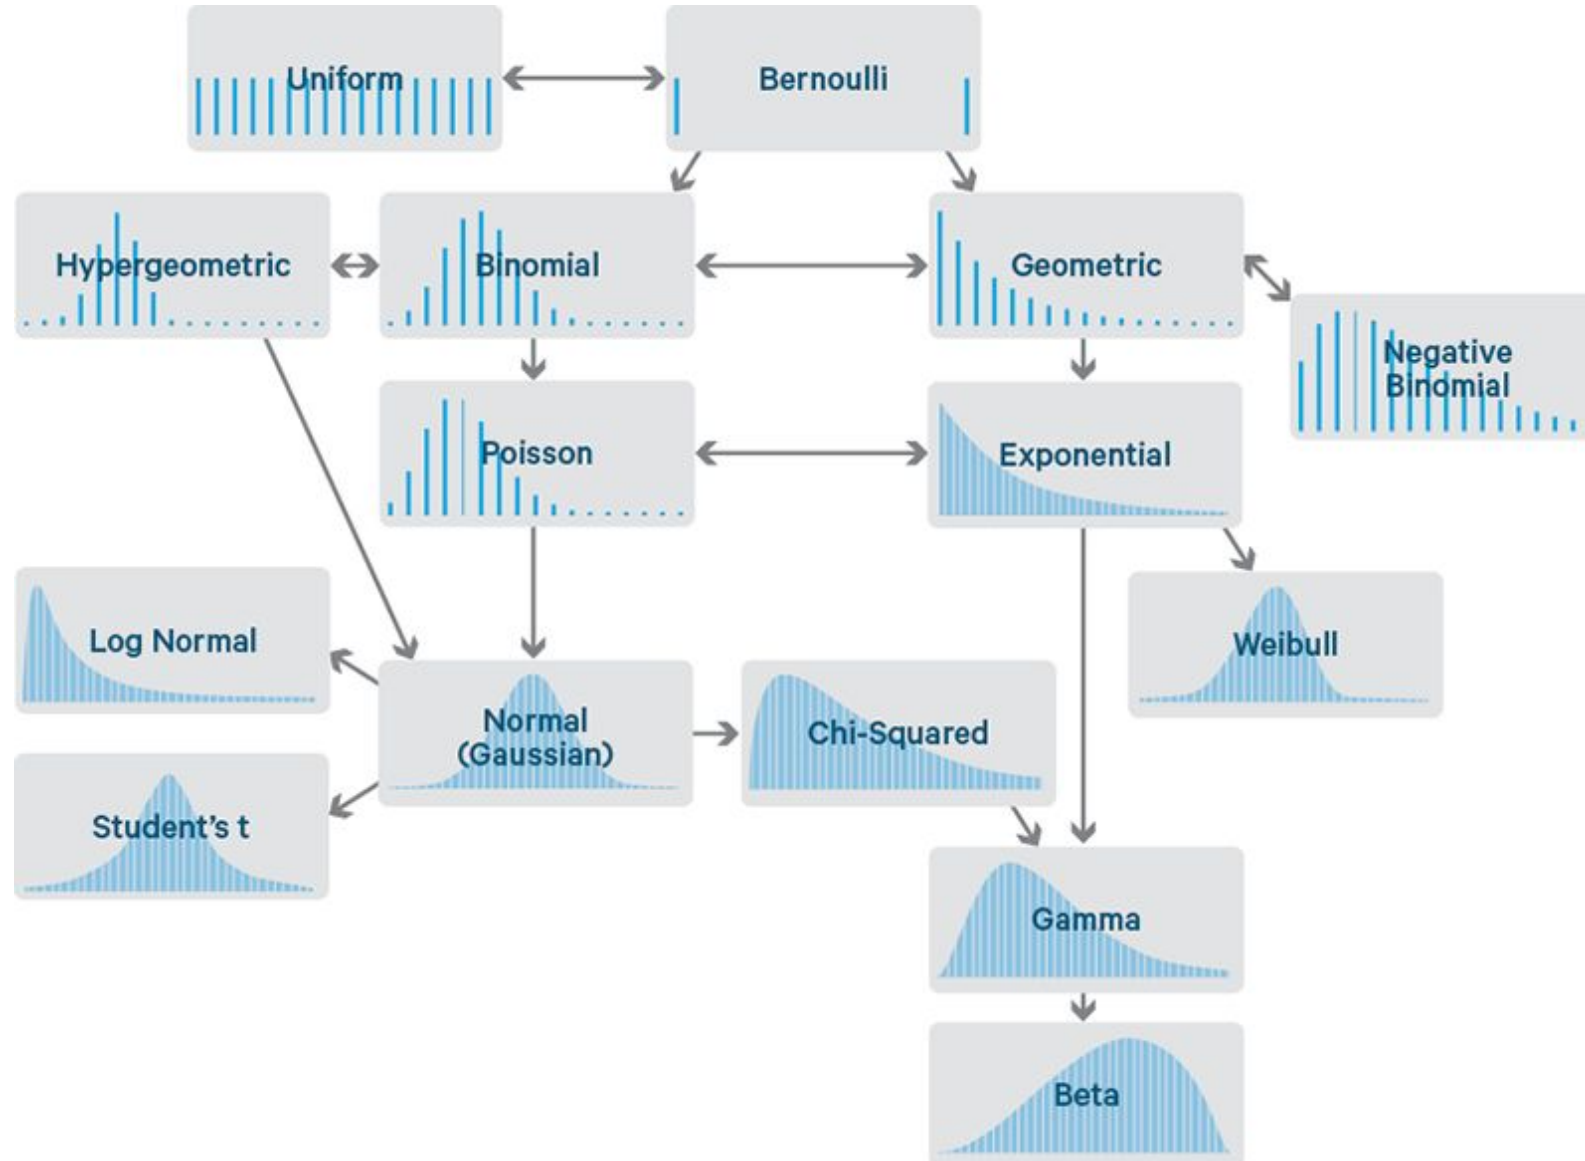 Uniform
Bernoulli
Hypergeometric
Binomial
Geometric
Negative
Binomial
Poisson
Exponential
Log Normal
Weibull
Normal
(Gaussian)
Chi-Squared
Student's t
Gamma
Beta